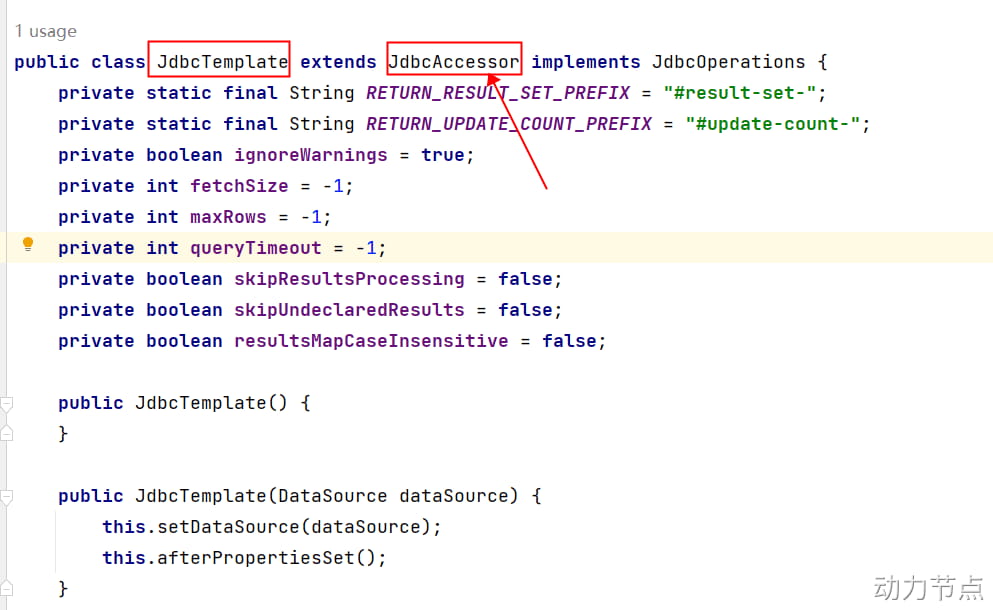 1 usage
public class JdbcTemplate extends JdbcAccessor implements JdbcOperations {
    private static final String RETURN_RESULT_SET_PREFIX = "#result-set-";
    private static final String RETURN_UPDATE_COUNT_PREFIX = "#update-count-";
    private boolean ignoreWarnings = true;
    private int fetchSize = -1;
    private int maxRows = -1;
    private int queryTimeout = -1;
    private boolean skipResultsProcessing = false;
    private boolean skipUndeclaredResults = false;
    private boolean resultsMapCaseInsensitive = false;

    public JdbcTemplate() {
    }

    public JdbcTemplate(DataSource dataSource) {
        this.setDataSource(dataSource);
        this.afterPropertiesSet();
    }
动力节点